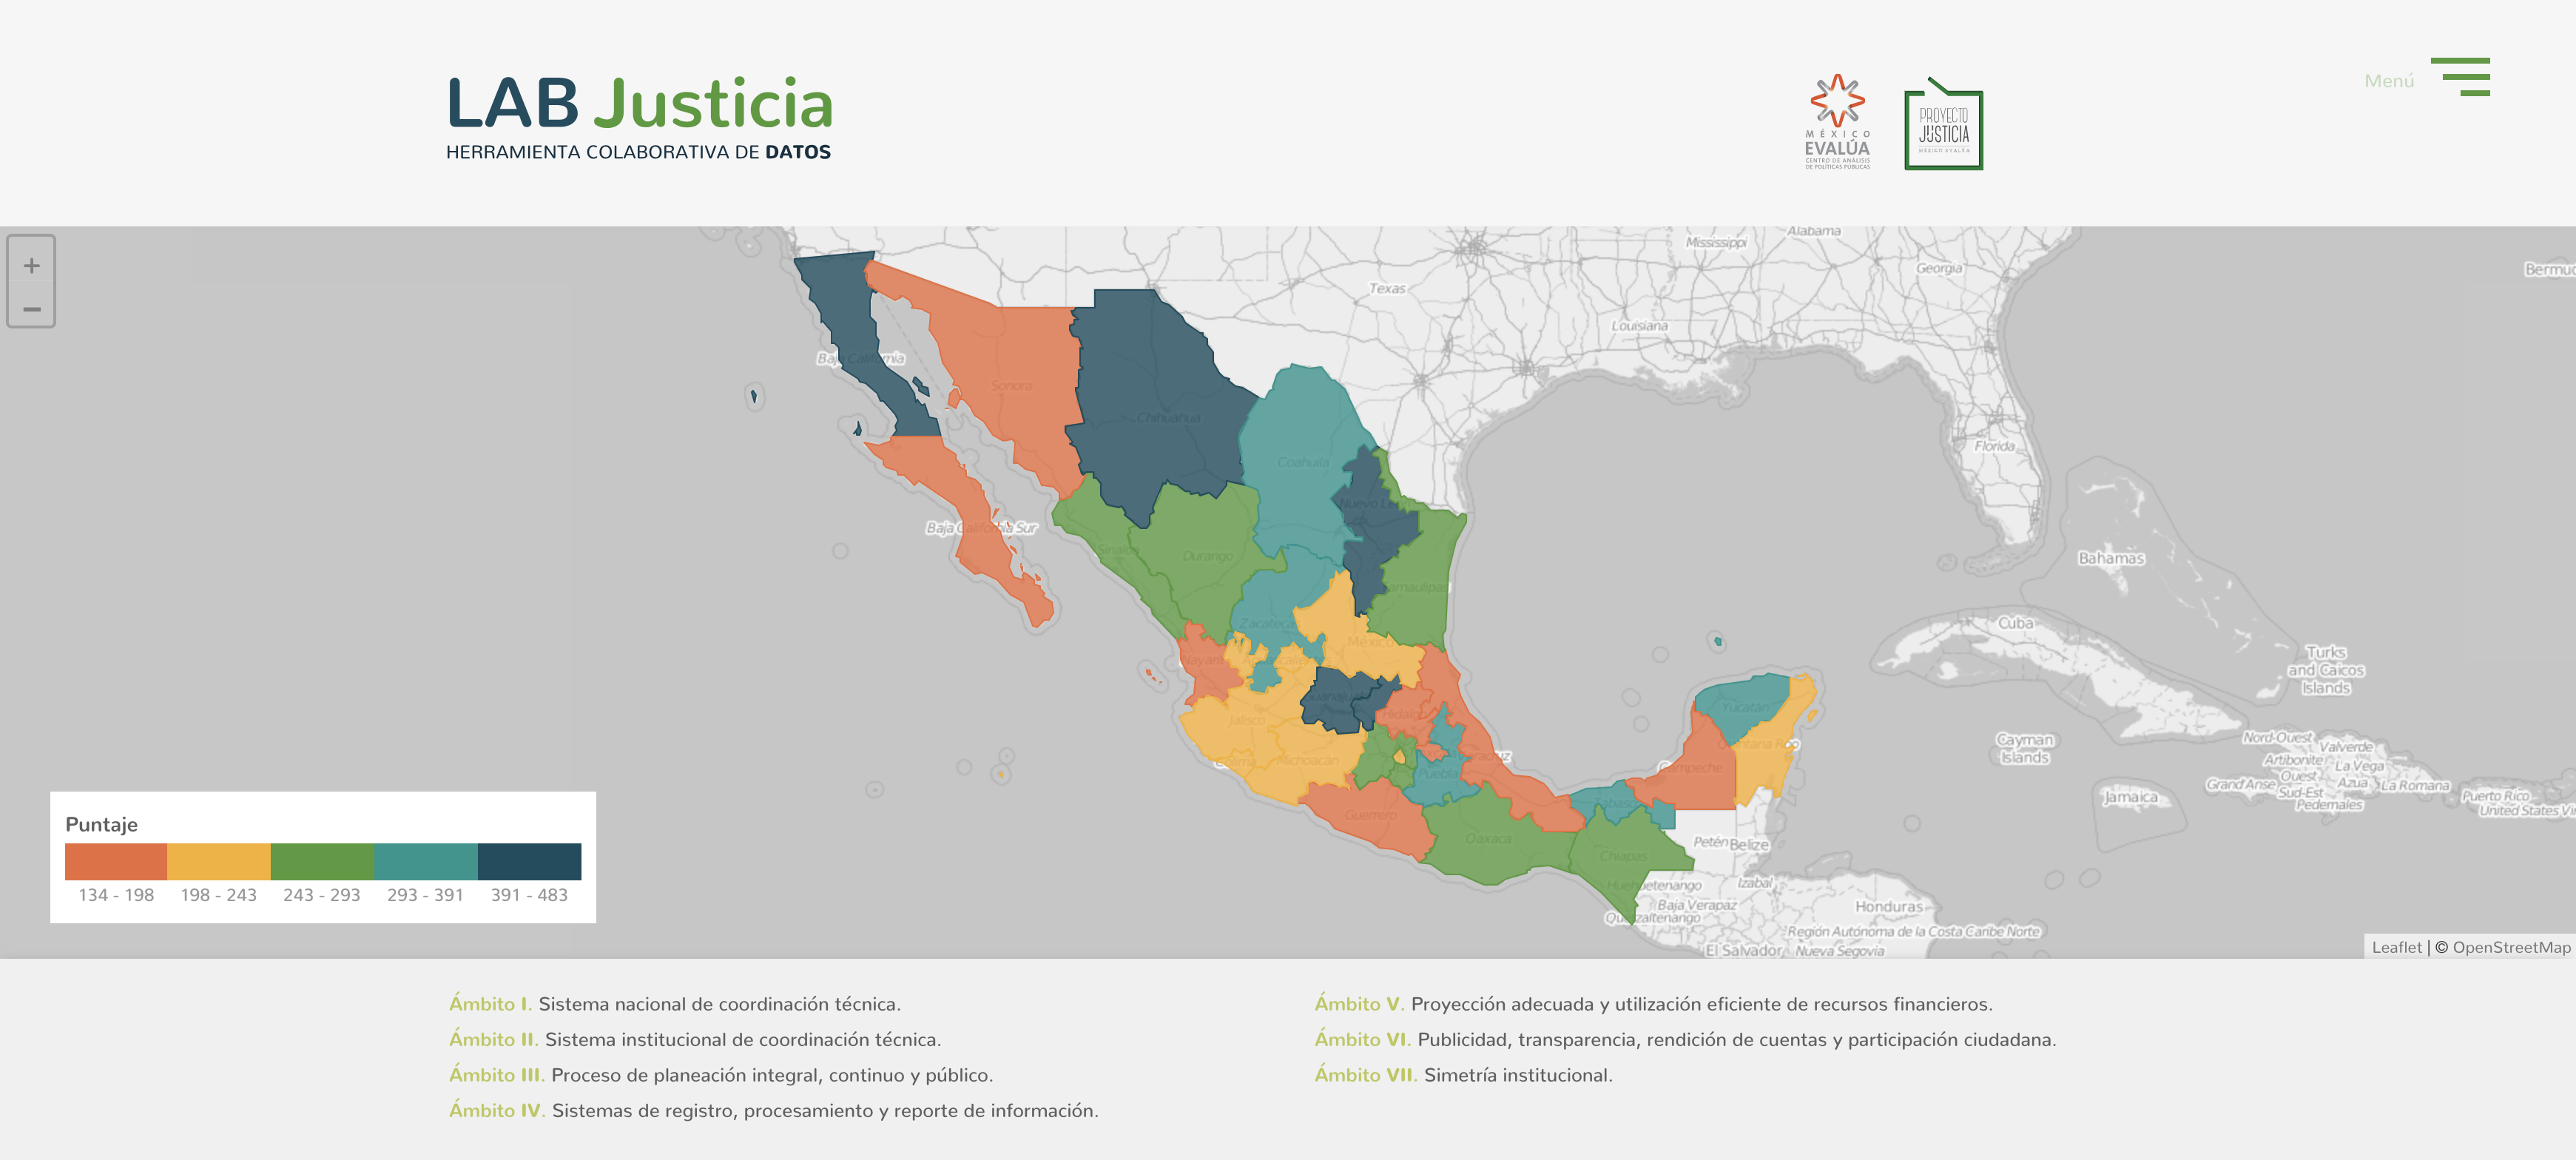 LAB Justicia
HERRAMIENTA COLABORATIVA DE DATOS
MÉXICO
EVALÚA
CENTRO DE ANÁLISIS
DE POLÍTICAS PÚBLICAS
PROYECTO
JUSTICIA
MÉXICO EVALÚA
Menú
+
−
Mississippi
Alabama
Georgia
Texas
Louisiana
Florida
Baja California
Sonora
Chihuahua
Coahuila
Nuevo León
Baja California Sur
Sinaloa
Durango
Tamaulipas
Zacatecas
México
Nayarit
Jalisco
Hidalgo
Colima
Michoacán
Puebla
Guerrero
Oaxaca
Tabasco
Chiapas
Campeche
Yucatán
Quintana Roo
Bahamas
Cuba
Turks
and Caicos
Islands
Cayman
Islands
Jamaica
Nord-Ouest
Valverde
Artibonite
La Vega
Ouest
Grand'Anse
Sud-Est
Azua
La Romana
Pedernales
Puerto Rico
Petén
Belize
Huehuetenango
Izabal
Baja Verapaz
Quetzaltenango
Honduras
Región Autónoma de la Costa Caribe Norte
El Salvador
Nueva Segovia
Puntaje
134 - 198 198 - 243 243 - 293 293 - 391 391 - 483
Leaflet | © OpenStreetMap
Ámbito I. Sistema nacional de coordinación técnica.
Ámbito II. Sistema institucional de coordinación técnica.
Ámbito III. Proceso de planeación integral, continuo y público.
Ámbito IV. Sistemas de registro, procesamiento y reporte de información.
Ámbito V. Proyección adecuada y utilización eficiente de recursos financieros.
Ámbito VI. Publicidad, transparencia, rendición de cuentas y participación ciudadana.
Ámbito VII. Simetría institucional.